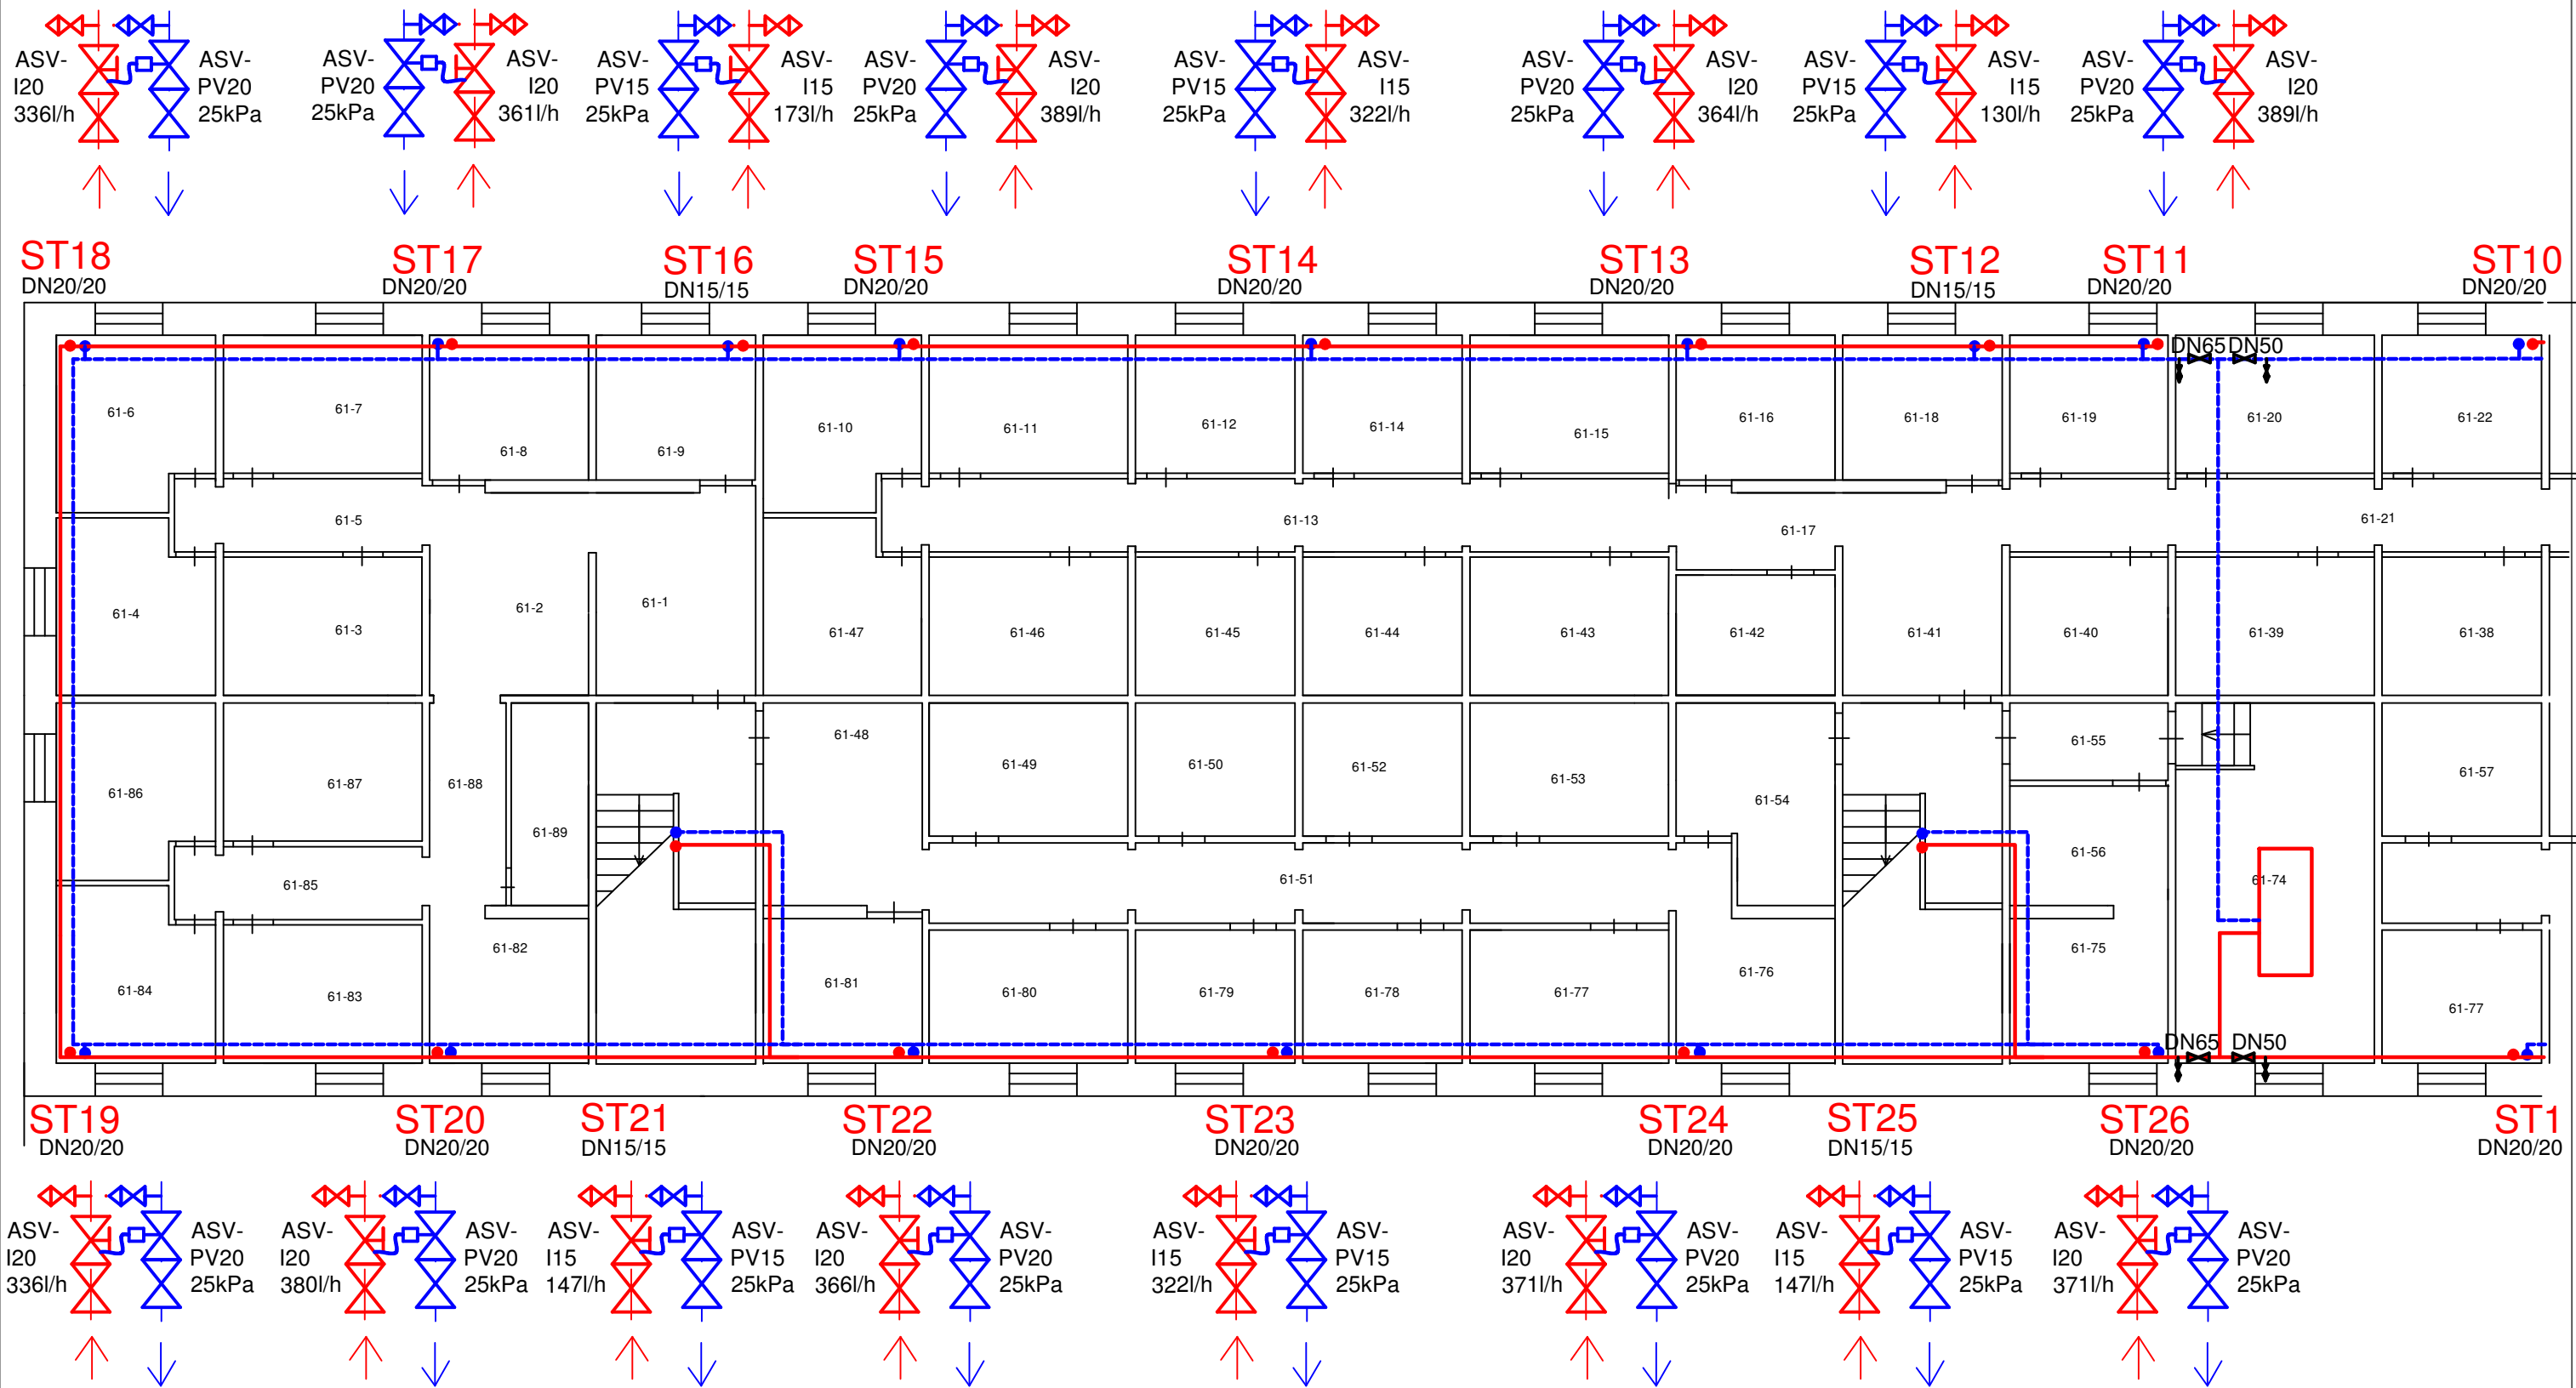 ASV-
I20
336l/h
ASV-
PV20
25kPa
ASV-
PV20
25kPa
ASV-
I20
361l/h
ASV-
PV15
25kPa
ASV-
I15
173l/h
ASV-
PV20
25kPa
ASV-
I20
389l/h
ASV-
PV15
25kPa
ASV-
I15
322l/h
ASV-
PV20
25kPa
ASV-
I20
364l/h
ASV-
PV15
25kPa
ASV-
I15
130l/h
ASV-
PV20
25kPa
ASV-
I20
389l/h
ST18
DN20/20
ST17
DN20/20
ST16
DN15/15
ST15
DN20/20
ST14
DN20/20
ST13
DN20/20
ST12
DN15/15
ST11
DN20/20
ST10
DN20/20
DN65 DN50
61-6
61-7
61-8
61-9
61-10
61-11
61-12
61-14
61-15
61-16
61-18
61-19
61-20
61-22
61-5
61-13
61-17
61-21
61-4
61-3
61-2
61-1
61-47
61-46
61-45
61-44
61-43
61-42
61-41
61-40
61-39
61-38
61-86
61-87
61-88
61-89
61-48
61-49
61-50
61-52
61-53
61-54
61-55
61-56
61-57
61-85
61-51
61-74
61-84
61-83
61-82
61-81
61-80
61-79
61-78
61-77
61-76
61-75
61-77
DN65 DN50
ST19
DN20/20
ST20
DN20/20
ST21
DN15/15
ST22
DN20/20
ST23
DN20/20
ST24
DN20/20
ST25
DN15/15
ST26
DN20/20
ST1
DN20/20
ASV-
I20
336l/h
ASV-
PV20
25kPa
ASV-
I20
380l/h
ASV-
PV20
25kPa
ASV-
I15
147l/h
ASV-
PV15
25kPa
ASV-
I20
366l/h
ASV-
PV20
25kPa
ASV-
I15
322l/h
ASV-
PV15
25kPa
ASV-
I20
371l/h
ASV-
PV20
25kPa
ASV-
I15
147l/h
ASV-
PV15
25kPa
ASV-
I20
371l/h
ASV-
PV20
25kPa